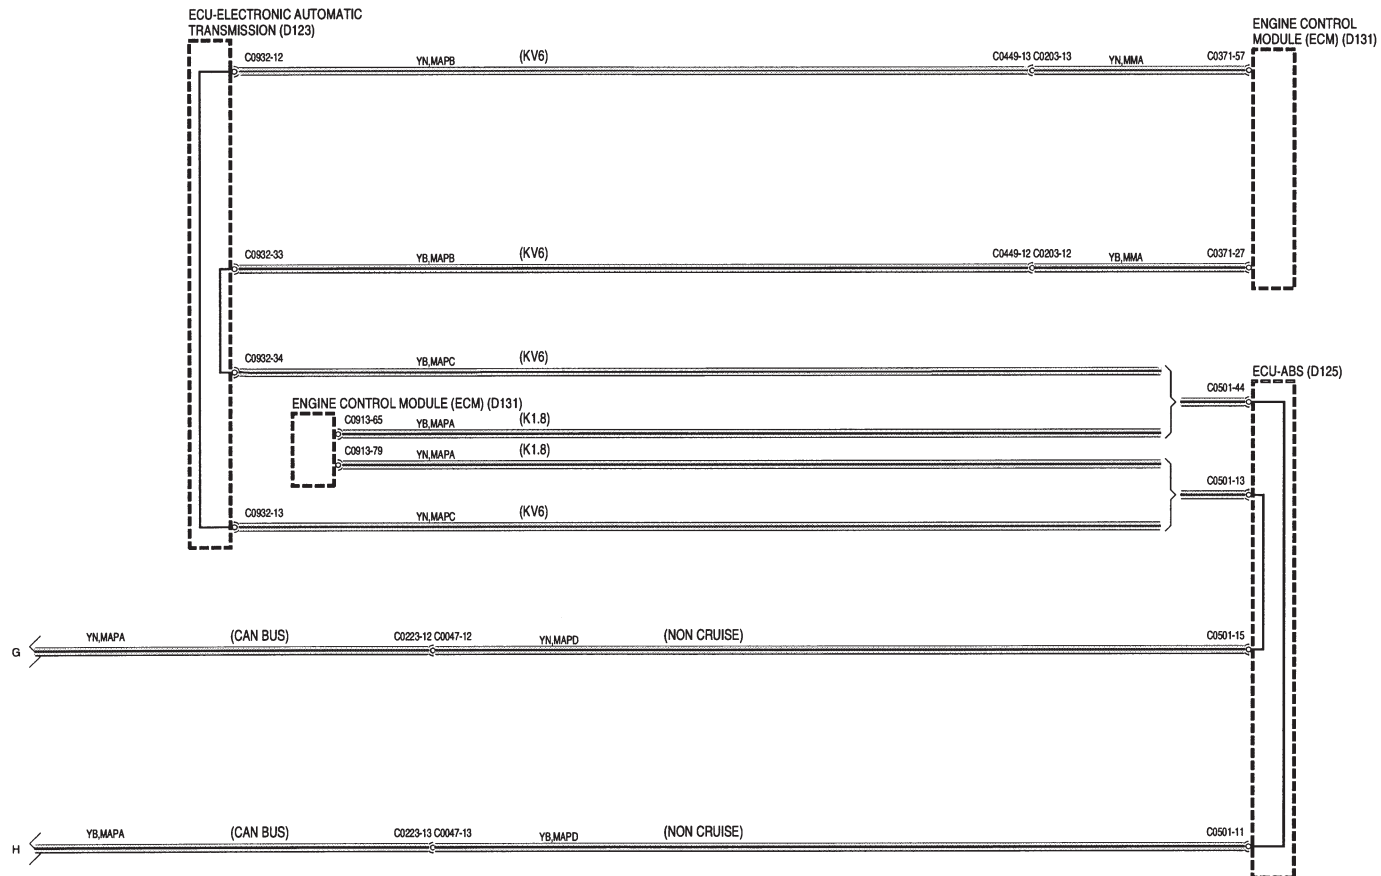 ECU-ELECTRONIC AUTOMATIC
TRANSMISSION (D123)
ENGINE CONTROL
MODULE (ECM) (D131)
C0932-12
YN,MAPB
(KV6)
C0449-13 C0203-13
YN,MMA
C0371-57
C0932-33
YB,MAPB
(KV6)
C0449-12 C0203-12
YB,MMA
C0371-27
C0932-34
YB,MAPC
(KV6)
ECU-ABS (D125)
C0501-44
ENGINE CONTROL MODULE (ECM) (D131)
C0913-65
YB,MAPA
(K1.8)
C0913-79
YN,MAPA
(K1.8)
C0501-13
C0932-13
YN,MAPC
(KV6)
G
YN,MAPA
(CAN BUS)
C0223-12 C0047-12
YN,MAPD
(NON CRUISE)
C0501-15
H
YB,MAPA
(CAN BUS)
C0223-13 C0047-13
YB,MAPD
(NON CRUISE)
C0501-11